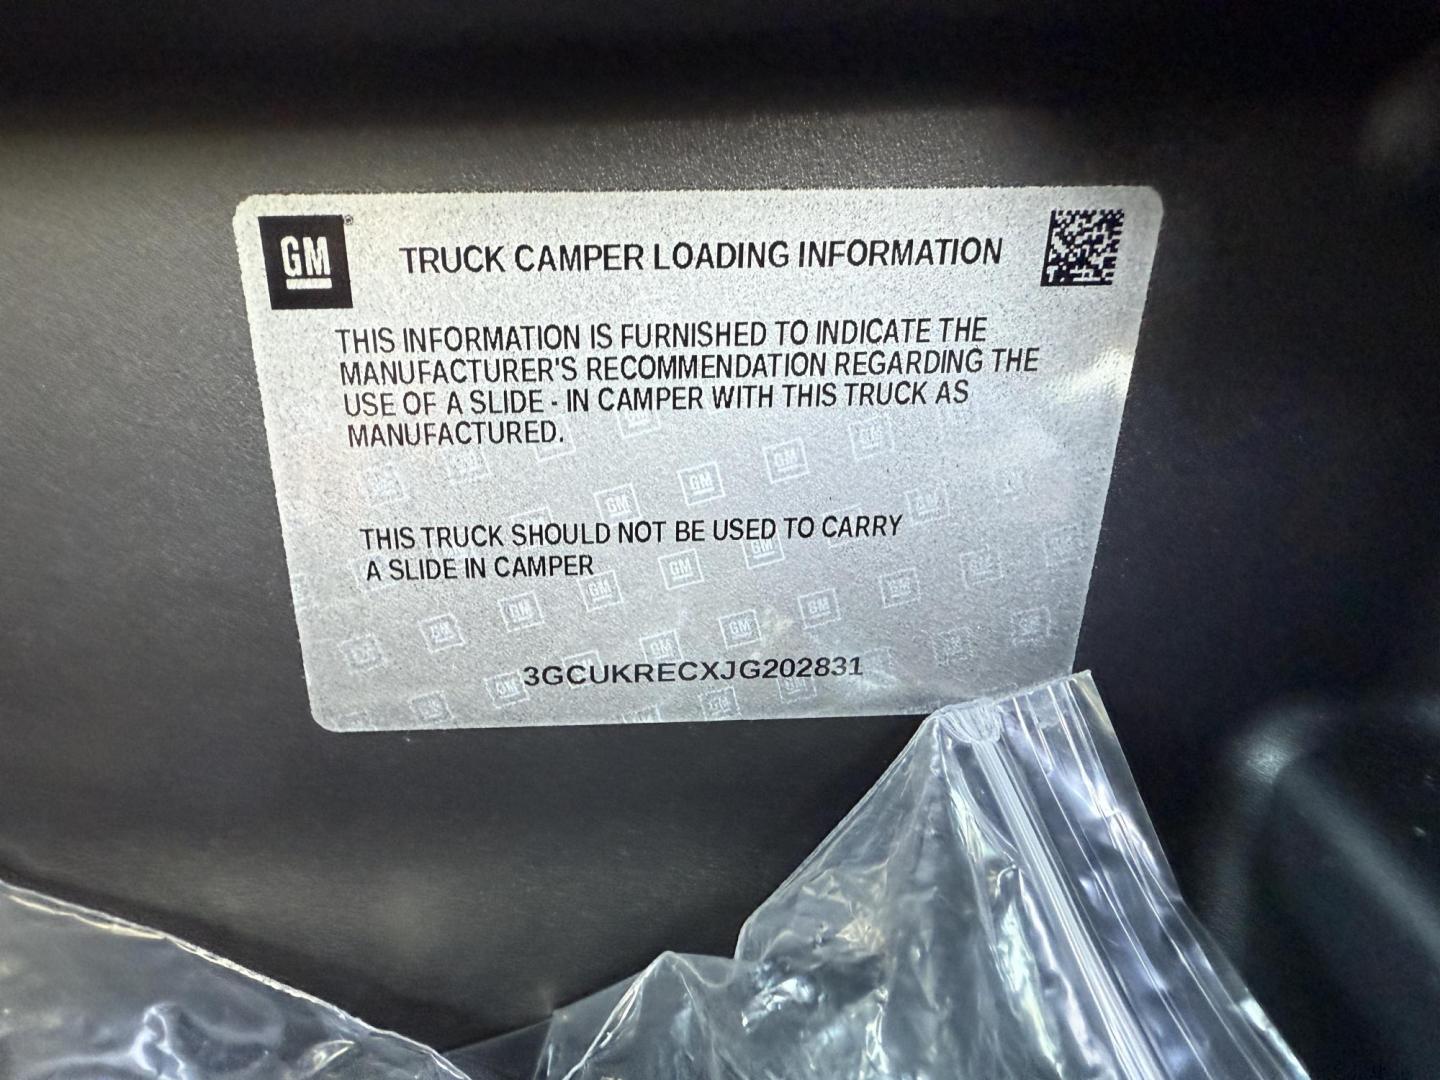 GM®
TRUCK CAMPER LOADING INFORMATION
THIS INFORMATION IS FURNISHED TO INDICATE THE
MANUFACTURER'S RECOMMENDATION REGARDING THE
USE OF A SLIDE - IN CAMPER WITH THIS TRUCK AS
MANUFACTURED.
THIS TRUCK SHOULD NOT BE USED TO CARRY
A SLIDE IN CAMPER
3GCUKRECXJG202831